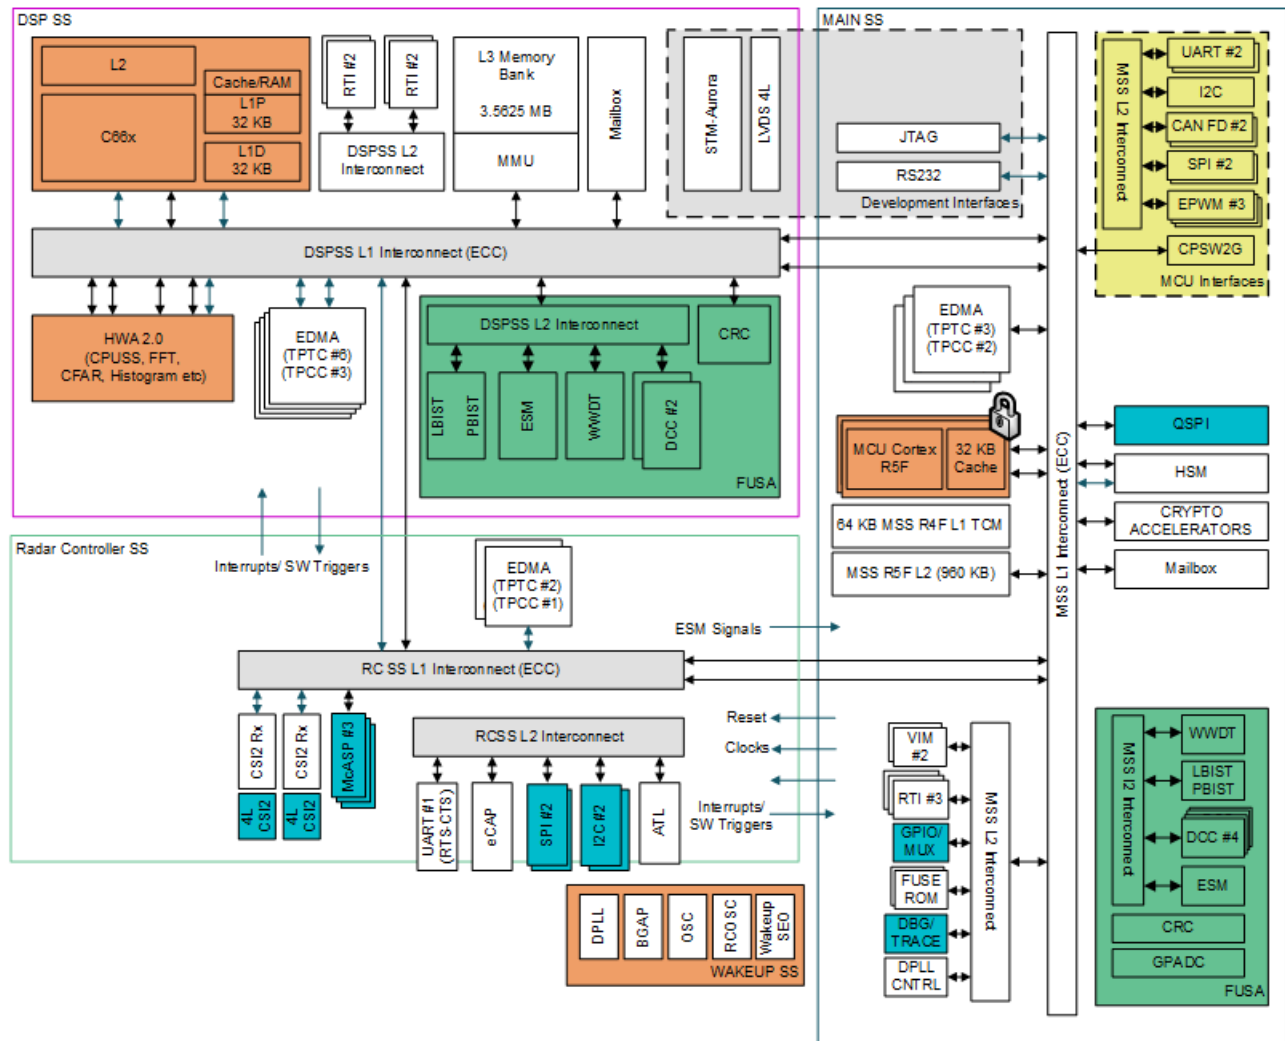 DSP SS
L2
C66x
Cache/RAM
L1P
32 KB
L1D
32 KB
RTI #2
RTI #2
DSPSS L2
Interconnect
L3 Memory
Bank
3.5625 MB
MMU
Mailbox
DSPSS L1 Interconnect (ECC)
HWA 2.0
(CPUSS, FFT,
CFAR, Histogram etc)
EDMA
(TPTC #6)
(TPCC #3)
DSPSS L2 Interconnect
CRC
LBIST
PBIST
ESM
WWDT
DCC #2
FUSA
Interrupts/ SW Triggers
Radar Controller SS
EDMA
(TPTC #2)
(TPCC #1)
RC SS L1 Interconnect (ECC)
CSI2 Rx
CSI2 Rx
McASP #3
4L
CSI2
4L
CSI2
RCSS L2 Interconnect
UART #1
(RTS-CTS)
eCAP
SPI #2
I2C #2
ATL
ESM Signals
Reset
Clocks
Interrupts/
SW Triggers
DPLL
BGAP
OSC
RCOSC
Wakeup
SEO
WAKEUP SS
MAIN SS
STM-Aurora
LVDS 4L
JTAG
RS232
Development Interfaces
MSS L1 Interconnect (ECC)
MSS L2 Interconnect
UART #2
I2C
CAN FD #2
SPI #2
EPWM #3
CPSW2G
MCU Interfaces
EDMA
(TPTC #3)
(TPCC #2)
MCU Cortex
R5F
32 KB
Cache
64 KB MSS R4F L1 TCM
MSS R5F L2 (960 KB)
QSPI
HSM
CRYPTO
ACCELERATORS
Mailbox
VIM
#2
RTI #3
GPIO/
MUX
FUSE
ROM
DBG/
TRACE
DPLL
CNTRL
MSS L2 Interconnect
MSS I2 Interconnect
WWDT
LBIST
PBIST
DCC #4
ESM
CRC
GPADC
FUSA